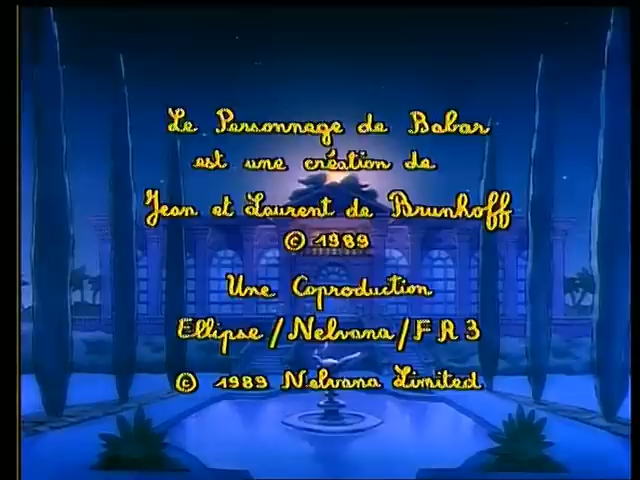 Le Personnage de Babar
est une création de
Jean et Laurent de Brunhoff
© 1989
Une Coproduction
Ellipse/Nelvana/FR3
© 1989 Nelvana Limited